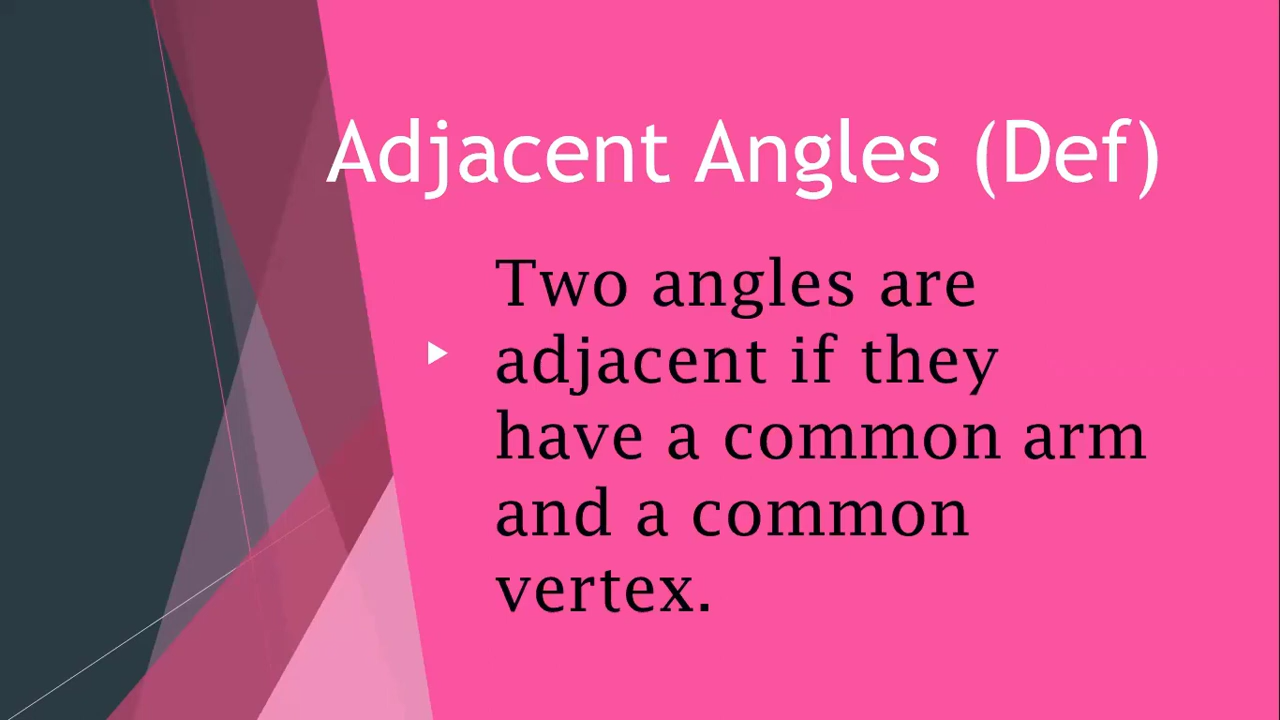 Adjacent Angles (Def)
Two angles are
adjacent if they
have a common arm
and a common
vertex.